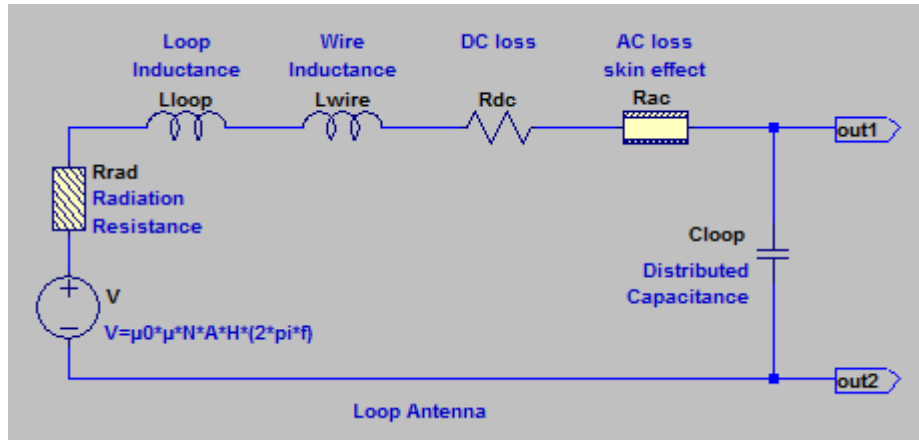 Loop
Inductance
Lloop
Wire
Inductance
Lwire
DC loss
Rdc
AC loss
skin effect
Rac
out1
Rrad
Radiation
Resistance
Cloop
Distributed
Capacitance
V
V=µ0*µ*N*A*H*(2*pi*f)
out2
Loop Antenna